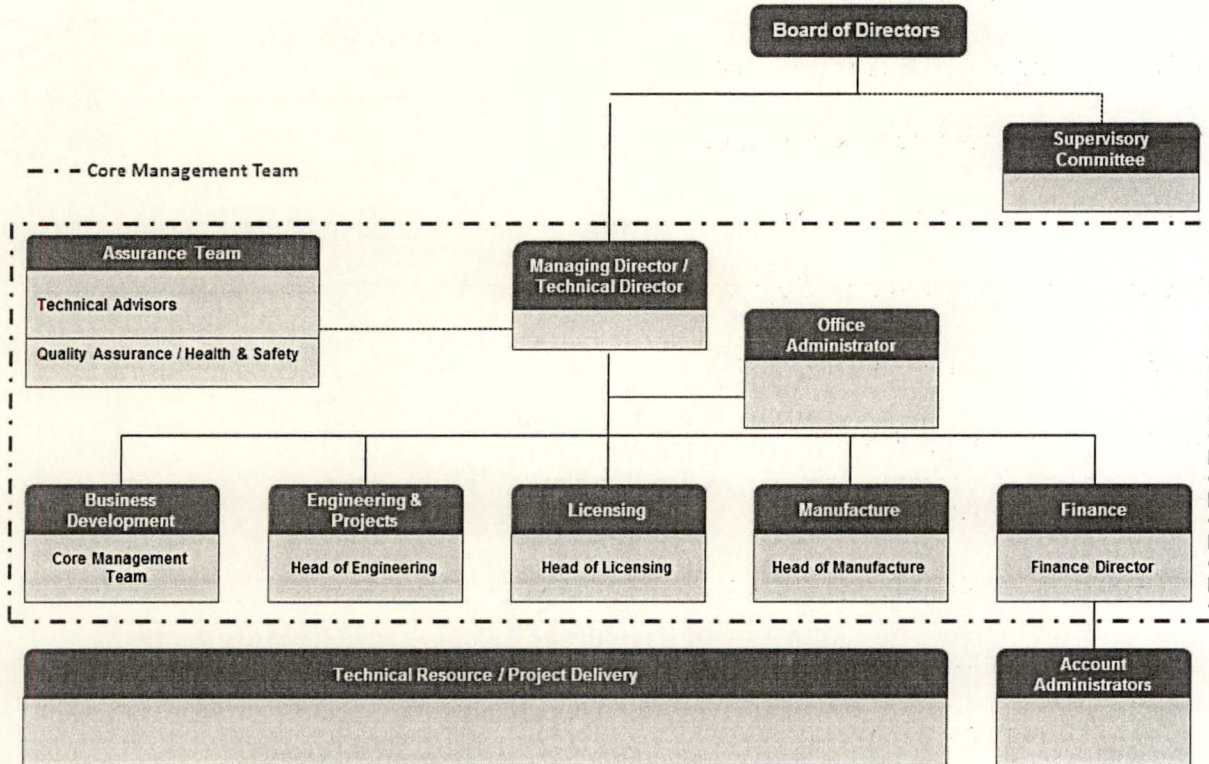 Board of Directors
Supervisory
Committee
Core Management Team
Assurance Team
Technical Advisors
Quality Assurance / Health & Safety
Managing Director /
Technical Director
Office
Administrator
Business
Development
Core Management
Team
Engineering &
Projects
Head of Engineering
Licensing
Head of Licensing
Manufacture
Head of Manufacture
Finance
Finance Director
Technical Resource / Project Delivery
Account
Administrators